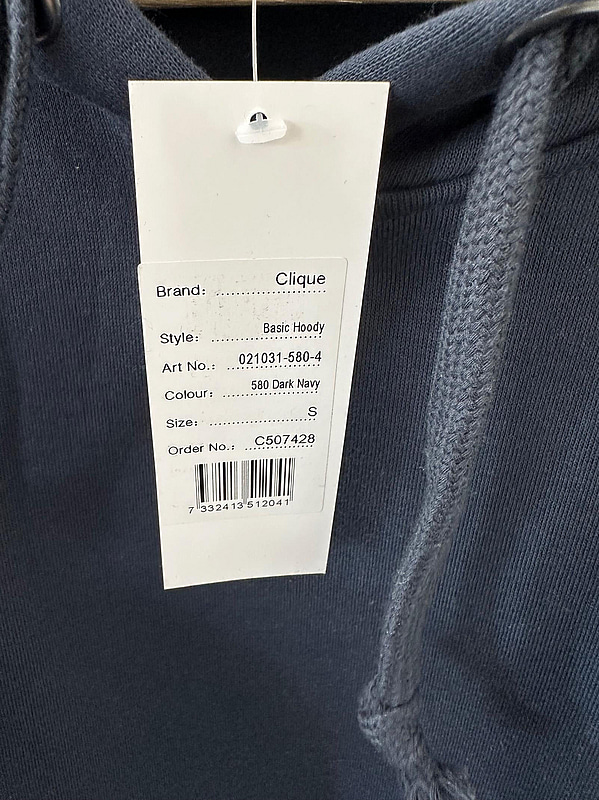 Brand: Clique
Style: Basic Hoody
Art No.: 021031-580-4
Colour: 580 Dark Navy
Size: S
Order No.: C507428
7 332413 512041